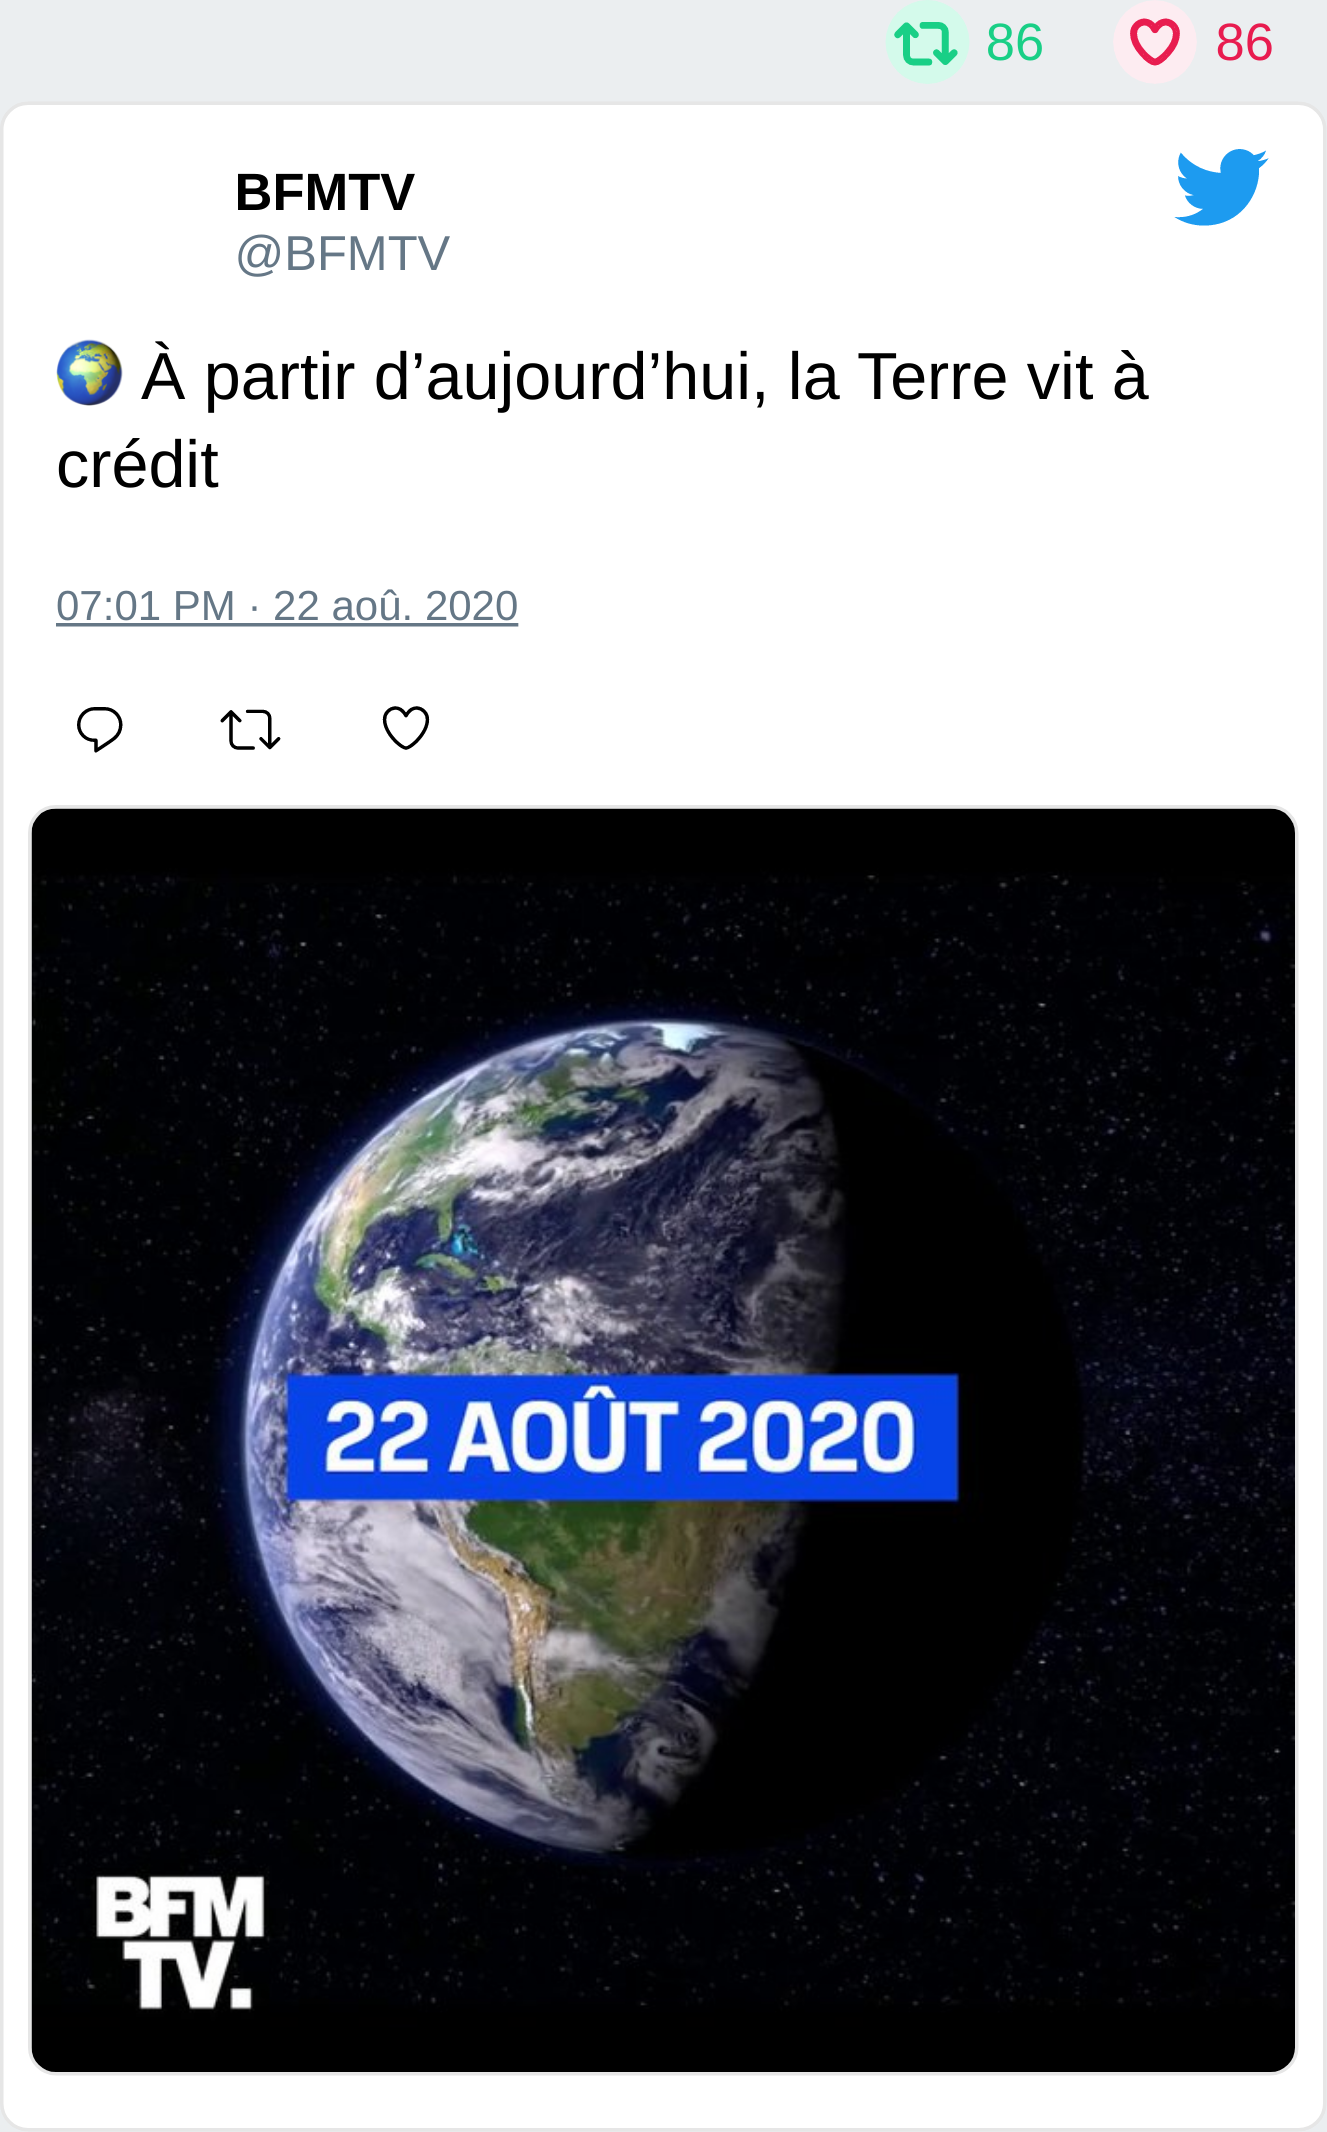 86 86
BFMTV
@BFMTV
🌍 À partir d’aujourd’hui, la Terre vit à
crédit
07:01 PM · 22 aoû. 2020
22 AOÛT 2020
BFM
TV.